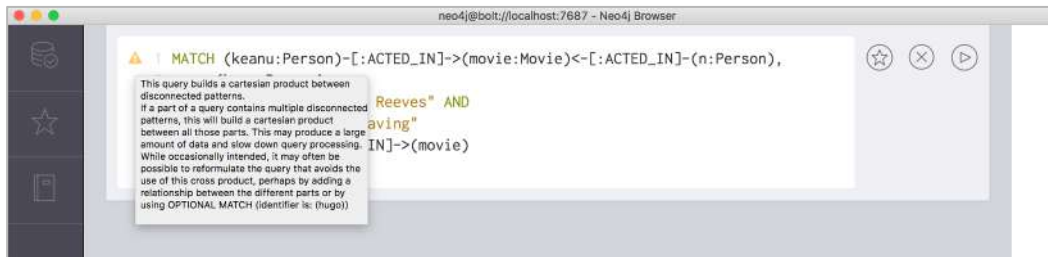 neo4j@bolt://localhost:7687 - Neo4j Browser
1 MATCH (keanu:Person)-[:ACTED_IN]->(movie:Movie)<-[:ACTED_IN]-(n:Person),
This query builds a cartesian product between
disconnected patterns.
If a part of a query contains multiple disconnected
patterns, this will build a cartesian product
between all those parts. This may produce a large
amount of data and slow down query processing.
While occasionally intended, it may often be
possible to reformulate the query that avoids the
use of this cross product, perhaps by adding a
relationship between the different parts or by
using OPTIONAL MATCH (identifier is: (hugo))
Reeves" AND
aving"
IN]->(movie)